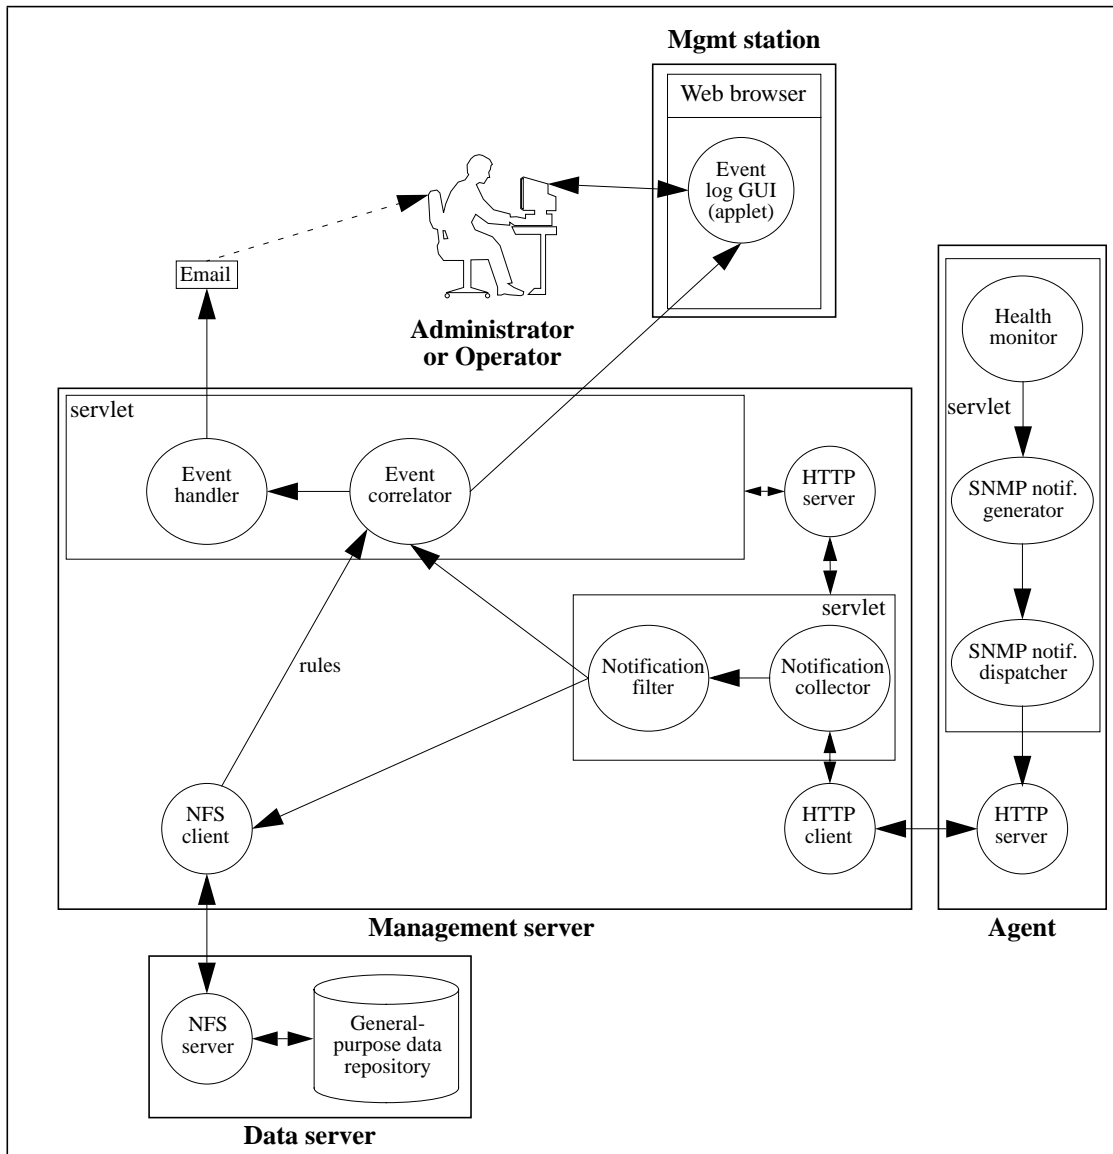 Mgmt station
Web browser
Event
log GUI
(applet)
Email
Administrator
or Operator
Health
monitor
servlet
servlet
Event
handler
Event
correlator
HTTP
server
SNMP notif.
generator
servlet
rules
Notification
filter
Notification
collector
SNMP notif.
dispatcher
NFS
client
HTTP
client
HTTP
server
Management server
Agent
NFS
server
General-
purpose data
repository
Data server